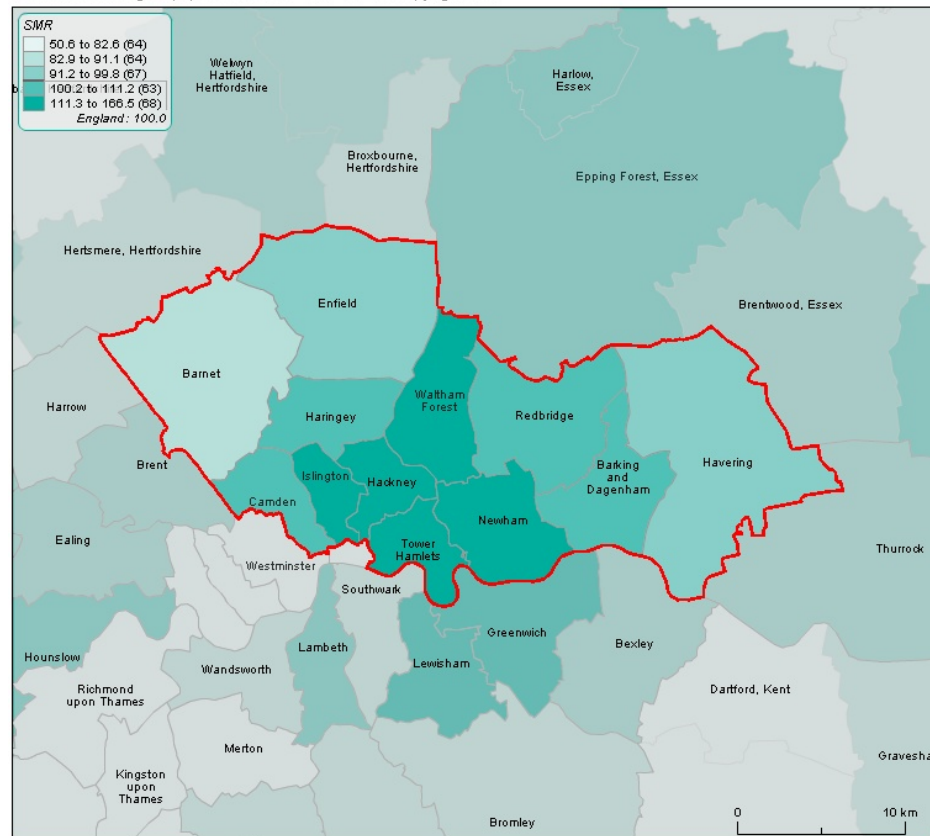 SMR
50.6 to 82.6 (64)
82.9 to 91.1 (64)
91.2 to 99.8 (67)
100.2 to 111.2 (63)
111.3 to 166.5 (68)
England: 100.0
Welwyn
Hatfield,
Hertfordshire
Harlow,
Essex
Broxbourne,
Hertfordshire
Epping Forest, Essex
Hertsmere, Hertfordshire
Enfield
Brentwood, Essex
Barnet
Waltham
Forest
Harrow
Haringey
Redbridge
Brent
Islington
Hackney
Barking
and
Dagenham
Havering
Camden
Newham
Ealing
Tower
Hamlets
Thurrock
Westminster
Southwark
Hounslow
Lambeth
Greenwich
Bexley
Wandsworth
Lewisham
Richmond
upon Thames
Dartford, Kent
Merton
Gravesha
Kingston
upon
Thames
Bromley
0 10 km